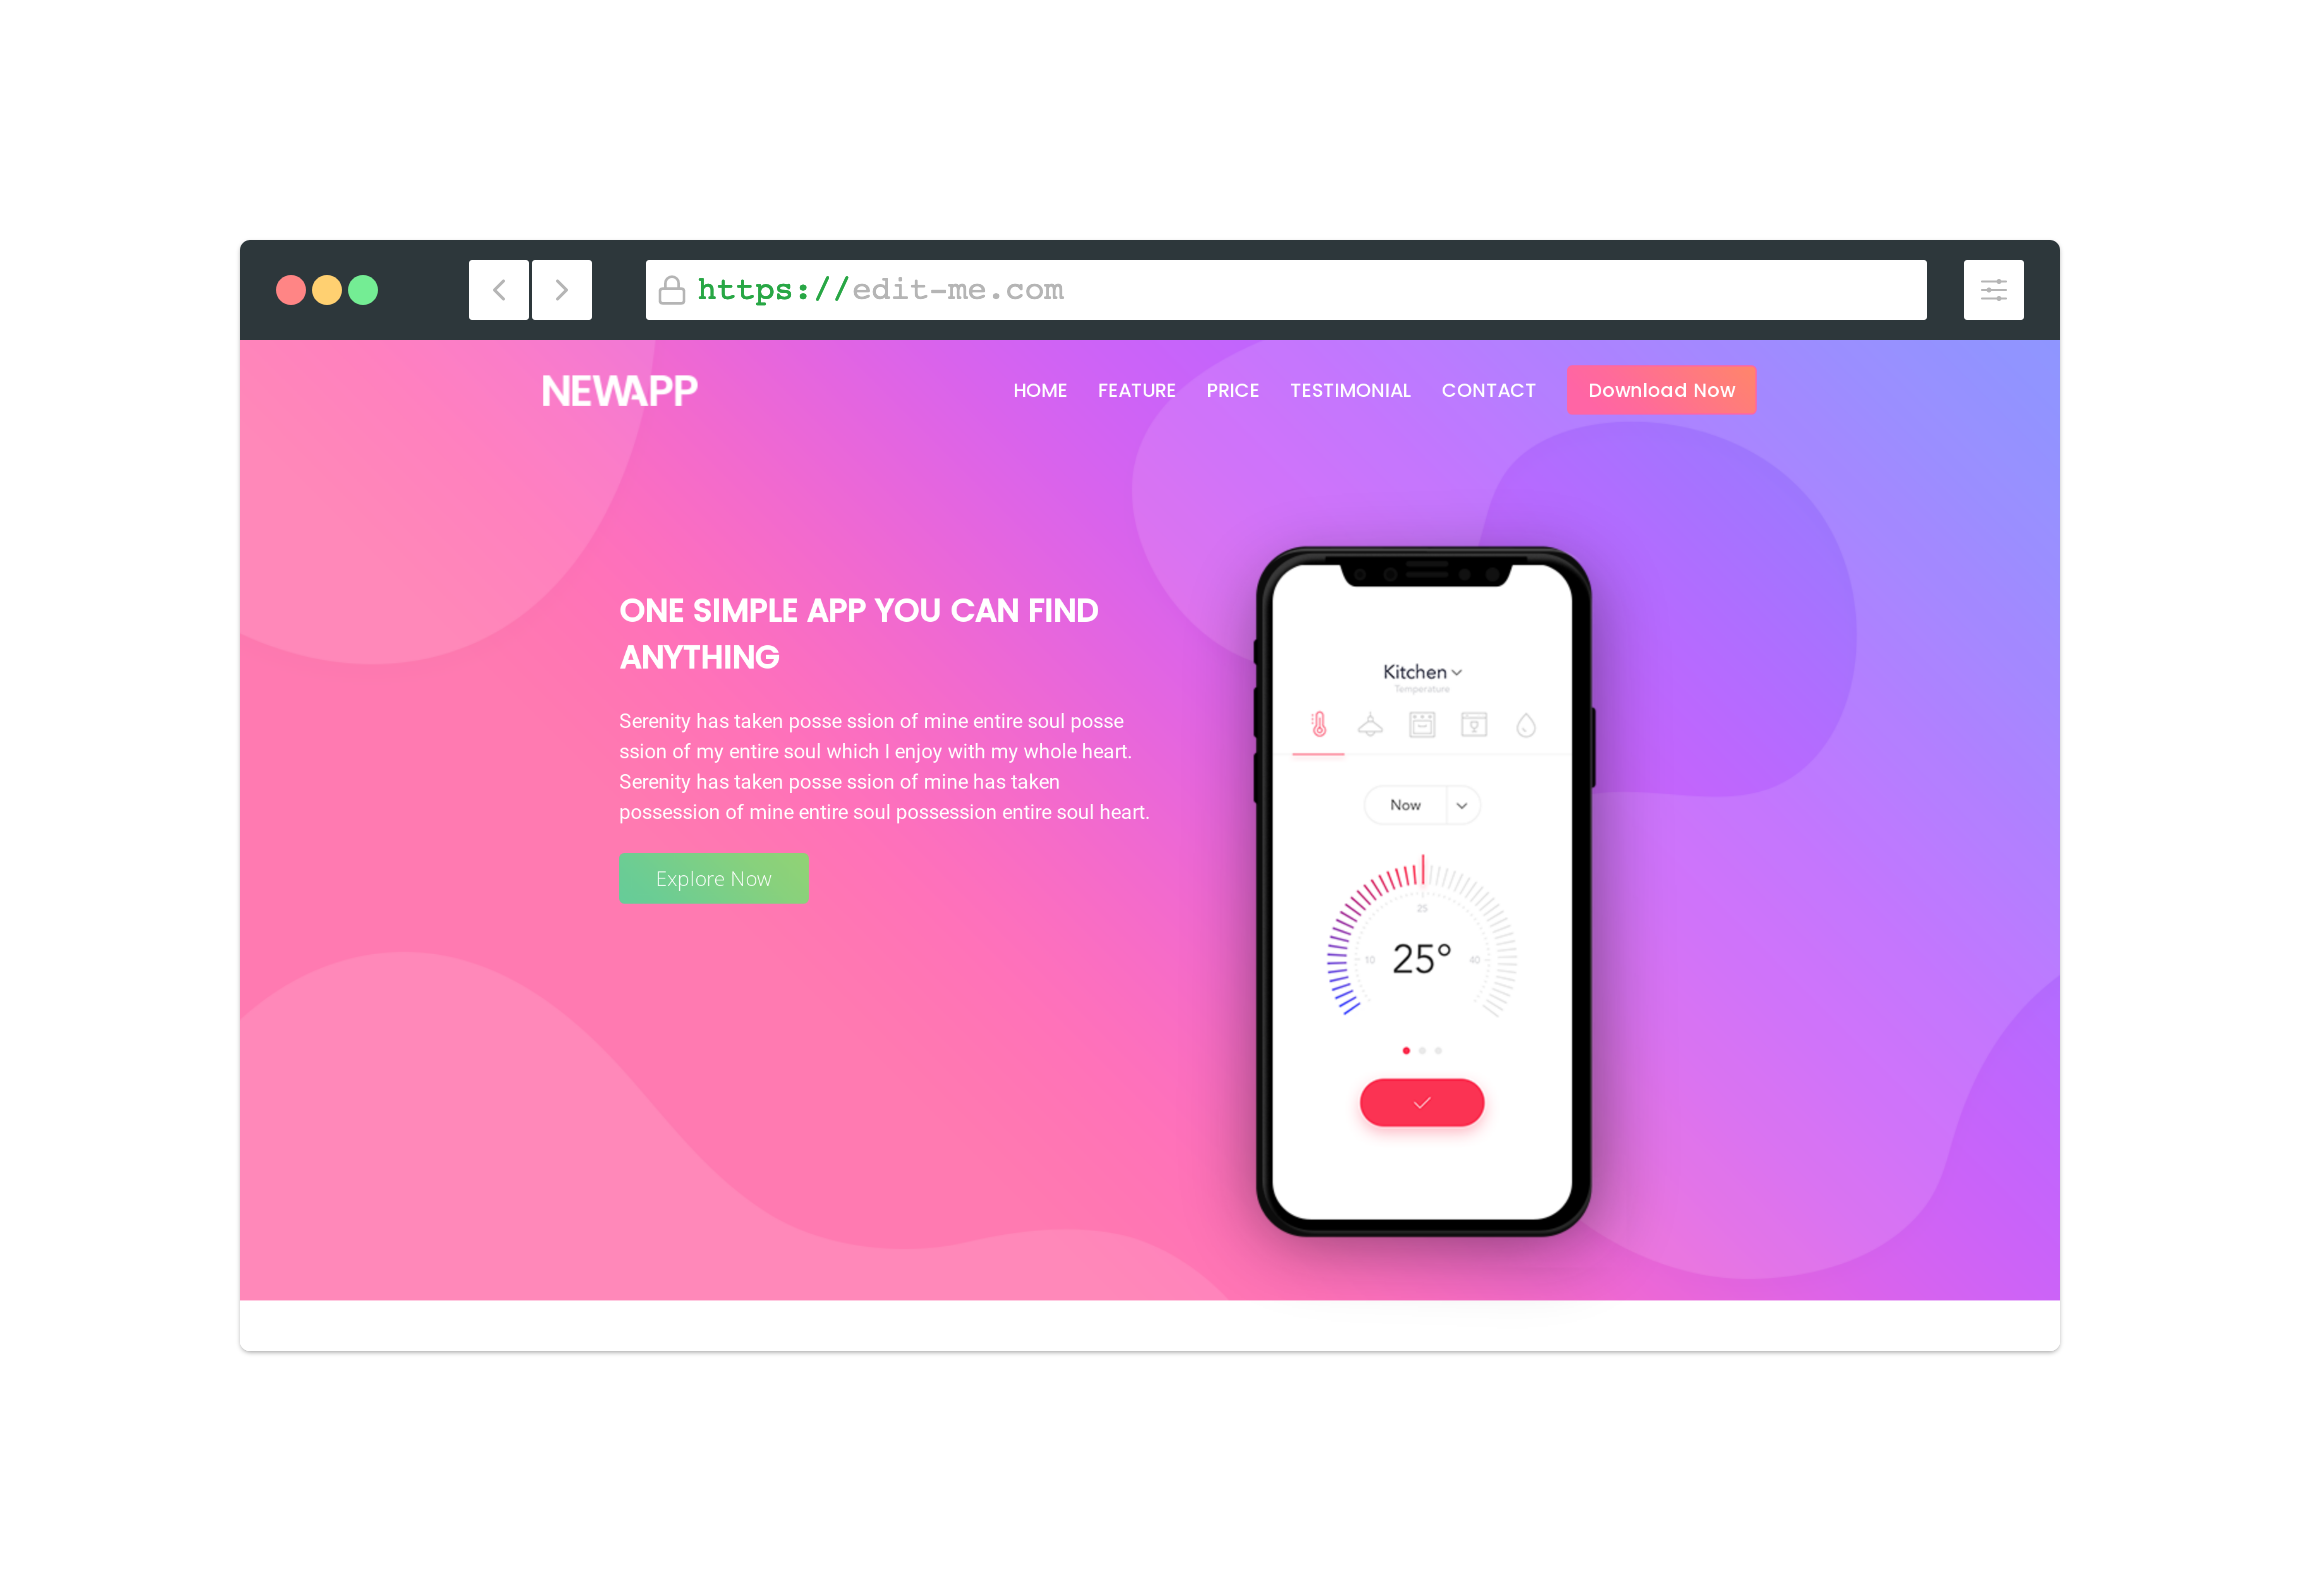 https://edit-me.com
NEWAPP
HOME FEATURE PRICE TESTIMONIAL CONTACT Download Now
ONE SIMPLE APP YOU CAN FIND
ANYTHING
Serenity has taken posse ssion of mine entire soul posse
ssion of my entire soul which I enjoy with my whole heart.
Serenity has taken posse ssion of mine has taken
possession of mine entire soul possession entire soul heart.
Explore Now
Kitchen
Temperature
Now
25
10 25° 40